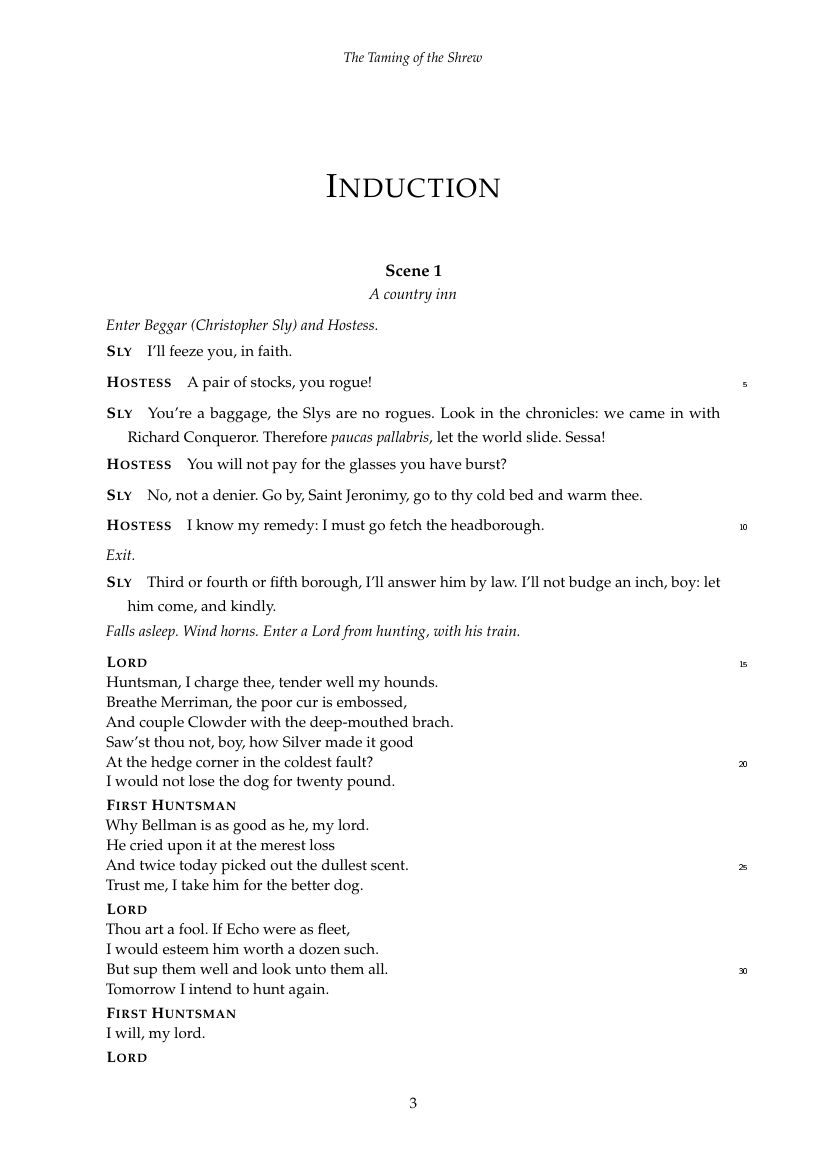 The Taming of the Shrew
INDUCTION
Scene 1
A country inn
Enter Beggar (Christopher Sly) and Hostess.
SLY I'll feeze you, in faith.
HOSTESS A pair of stocks, you rogue! 5
SLY You're a baggage, the Slys are no rogues. Look in the chronicles: we came in with
Richard Conqueror. Therefore paucas pallabris, let the world slide. Sessa!
HOSTESS You will not pay for the glasses you have burst?
SLY No, not a denier. Go by, Saint Jeronimy, go to thy cold bed and warm thee.
HOSTESS I know my remedy: I must go fetch the headborough. 10
Exit.
SLY Third or fourth or fifth borough, I'll answer him by law. I'll not budge an inch, boy: let
him come, and kindly.
Falls asleep. Wind horns. Enter a Lord from hunting, with his train.
LORD 15
Huntsman, I charge thee, tender well my hounds.
Breathe Merriman, the poor cur is embossed,
And couple Clowder with the deep-mouthed brach.
Saw'st thou not, boy, how Silver made it good
At the hedge corner in the coldest fault? 20
I would not lose the dog for twenty pound.
FIRST HUNTSMAN
Why Bellman is as good as he, my lord.
He cried upon it at the merest loss
And twice today picked out the dullest scent. 25
Trust me, I take him for the better dog.
LORD
Thou art a fool. If Echo were as fleet,
I would esteem him worth a dozen such.
But sup them well and look unto them all. 30
Tomorrow I intend to hunt again.
FIRST HUNTSMAN
I will, my lord.
LORD
3